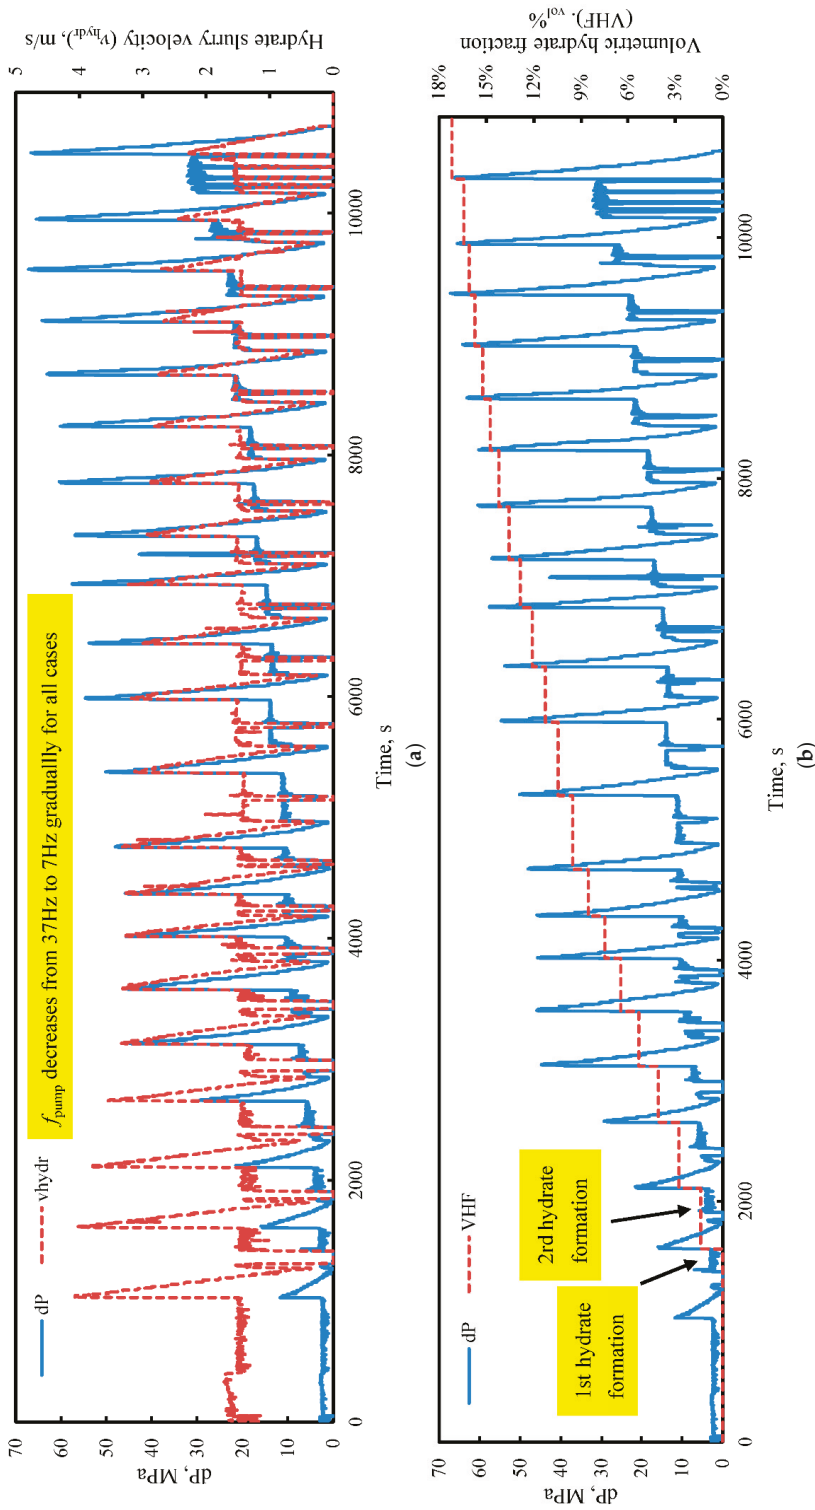 f_pump decreases from 37Hz to 7Hz graduallly for all cases
dP
vhydr
70
60
50
40
30
20
10
0
dP, MPa
5
4
3
2
1
0
Hydrate slurry velocity (v_hydr), m/s
0
2000
4000
6000
8000
10000
Time, s
(a)
dP
VHF
1st hydrate
formation
2rd hydrate
formation
70
60
50
40
30
20
10
0
dP, MPa
18%
15%
12%
9%
6%
3%
0%
Volumetric hydrate fraction
(VHF). vol%
0
2000
4000
6000
8000
10000
Time, s
(b)